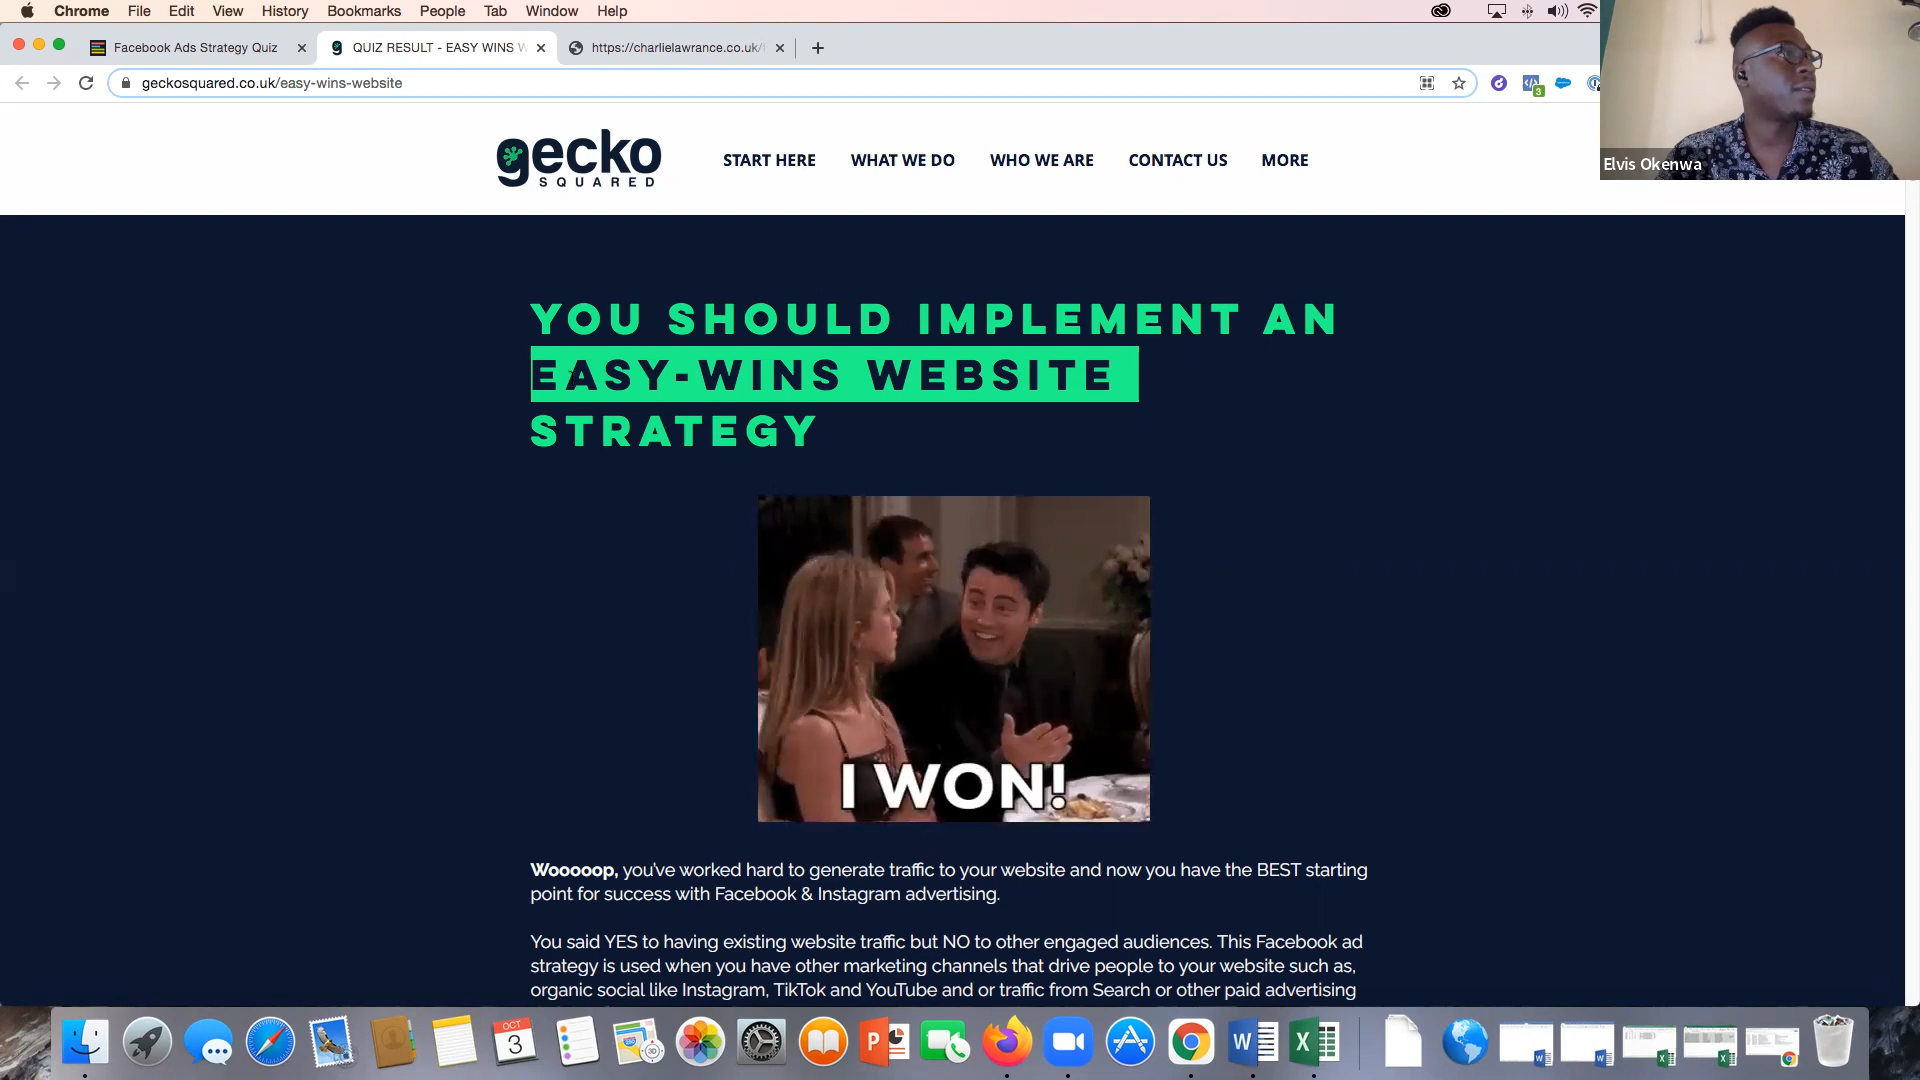 Chrome File Edit View History Bookmarks People Tab Window Help
Facebook Ads Strategy Quiz
QUIZ RESULT - EASY WINS W
https://charlielawrance.co.uk/
geckosquared.co.uk/easy-wins-website
3
Elvis Okenwa
gecko
SQUARED
START HERE WHAT WE DO WHO WE ARE CONTACT US MORE
YOU SHOULD IMPLEMENT AN
EASY-WINS WEBSITE
STRATEGY
I WON!
Wooooop, you've worked hard to generate traffic to your website and now you have the BEST starting
point for success with Facebook & Instagram advertising.
You said YES to having existing website traffic but NO to other engaged audiences. This Facebook ad
strategy is used when you have other marketing channels that drive people to your website such as,
organic social like Instagram, TikTok and YouTube and or traffic from Search or other paid advertising
OCT
3